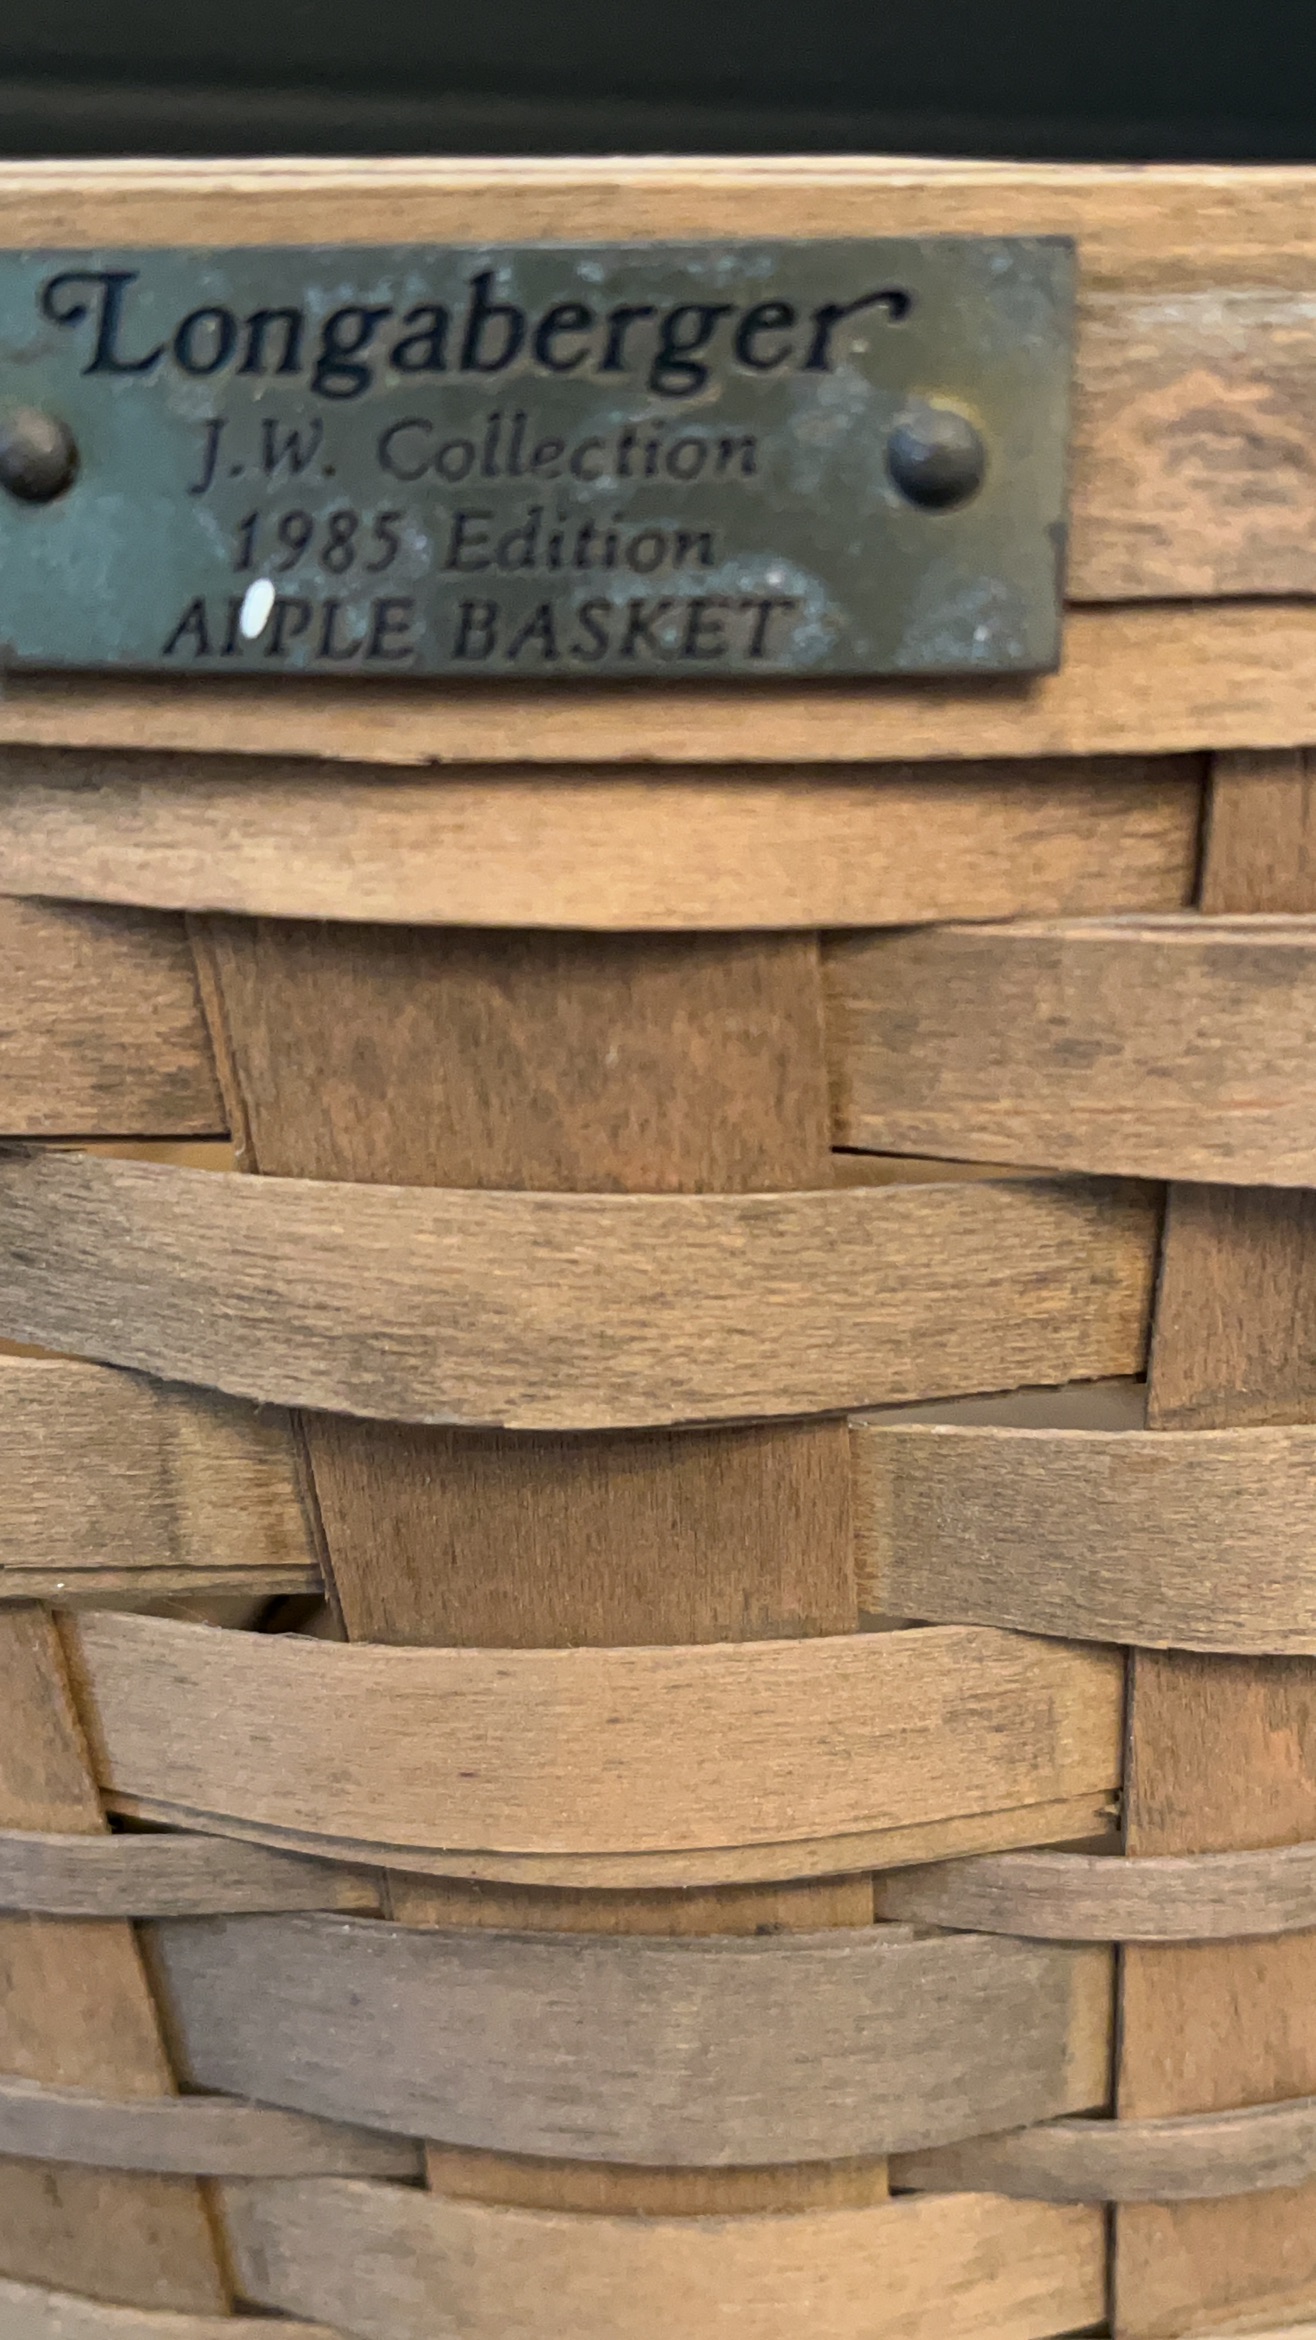 Longaberger
J.W. Collection
1985 Edition
APPLE BASKET